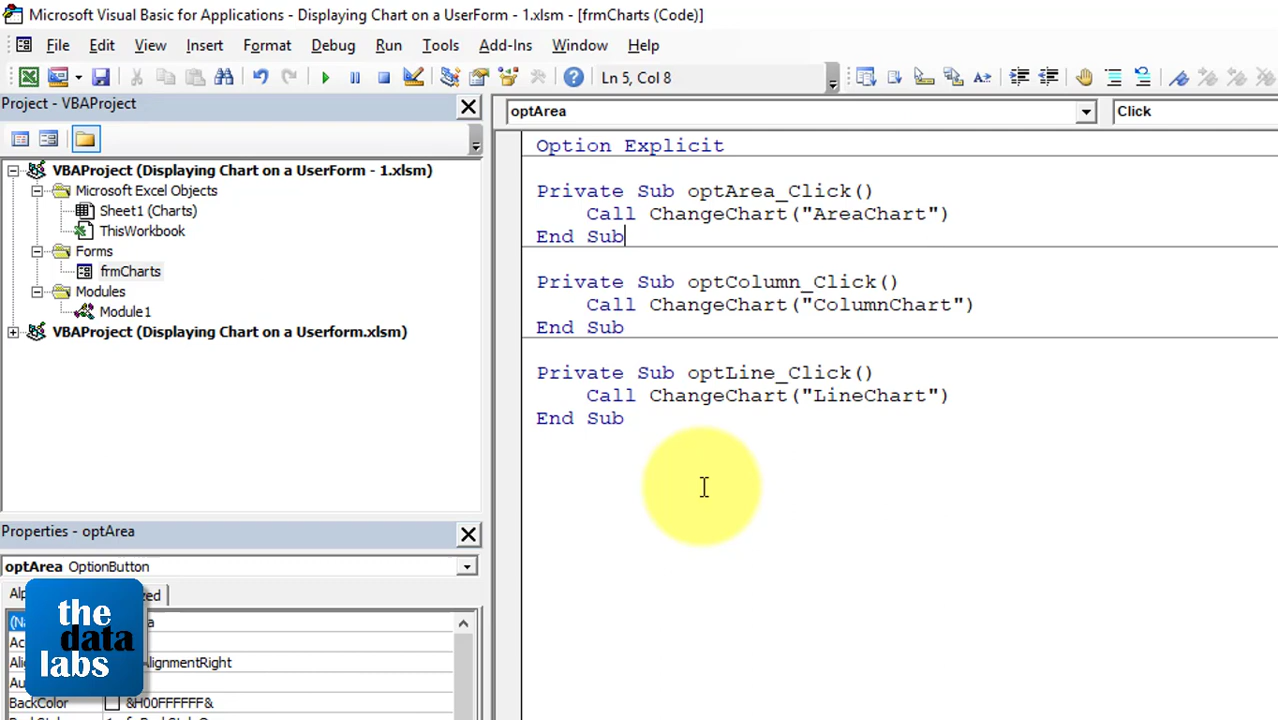 Microsoft Visual Basic for Applications - Displaying Chart on a UserForm - 1.xlsm - [frmCharts (Code)]
File Edit View Insert Format Debug Run Tools Add-Ins Window Help
Ln 5, Col 8
Project - VBAProject
VBAProject (Displaying Chart on a UserForm - 1.xlsm)
Microsoft Excel Objects
Sheet1 (Charts)
ThisWorkbook
Forms
frmCharts
Modules
Module1
VBAProject (Displaying Chart on a Userform.xlsm)
Properties - optArea
optArea OptionButton
BackColor &H00FFFFFF&
the
data
labs
optArea Click
Option Explicit
Private Sub optArea_Click()
Call ChangeChart("AreaChart")
End Sub
Private Sub optColumn_Click()
Call ChangeChart("ColumnChart")
End Sub
Private Sub optLine_Click()
Call ChangeChart("LineChart")
End Sub